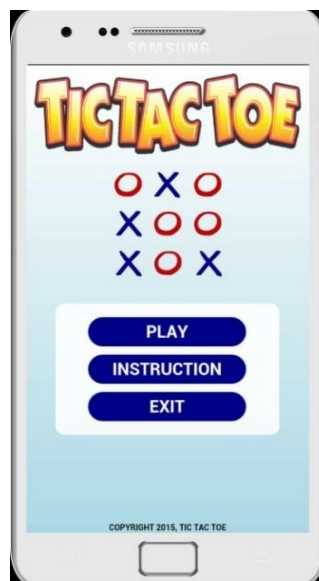 SAMSUNG
TIC TAC TOE
O X O
X O O
X O X
PLAY
INSTRUCTION
EXIT
COPYRIGHT 2015, TIC TAC TOE